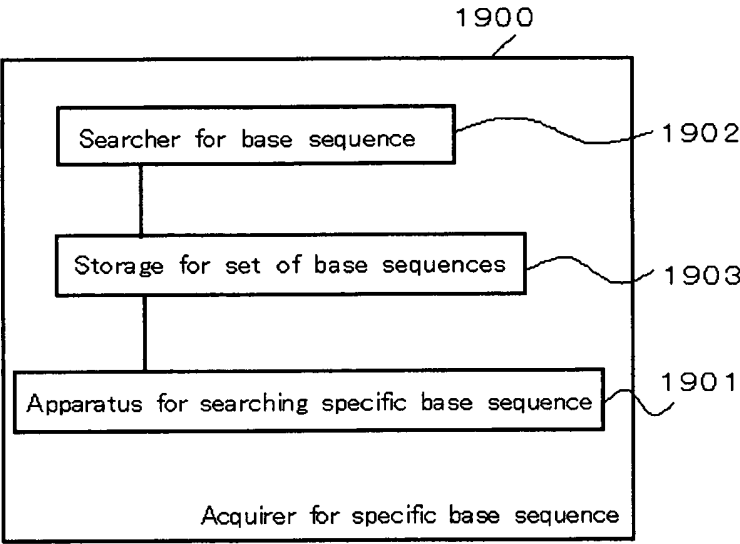 1900
Searcher for base sequence
1902
Storage for set of base sequences
1903
Apparatus for searching specific base sequence
1901
Acquirer for specific base sequence